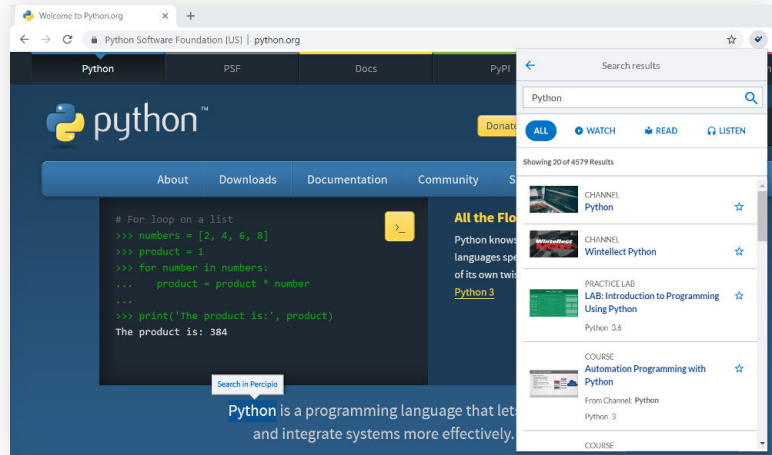 Welcome to Python.org
Python Software Foundation [US] | python.org
Python
PSF
Docs
PyPI
python™
Donate
About Downloads Documentation Community S
# For loop on a list
>>> numbers = [2, 4, 6, 8]
>>> product = 1
>>> for number in numbers:
...    product = product * number
...
>>> print('The product is:', product)
The product is: 384
>_
All the Flo
Python knows
languages spe
of its own twis
Python 3
Search in Percipio
Python is a programming language that lets
and integrate systems more effectively.
Search results
Python
ALL WATCH READ LISTEN
Showing 20 of 4579 Results
CHANNEL
Python
Wintellect
NOW
CHANNEL
Wintellect Python
PRACTICE LAB
LAB: Introduction to Programming
Using Python
Python 3.6
COURSE
Automation Programming with
Python
From Channel: Python
Python 3
COURSE